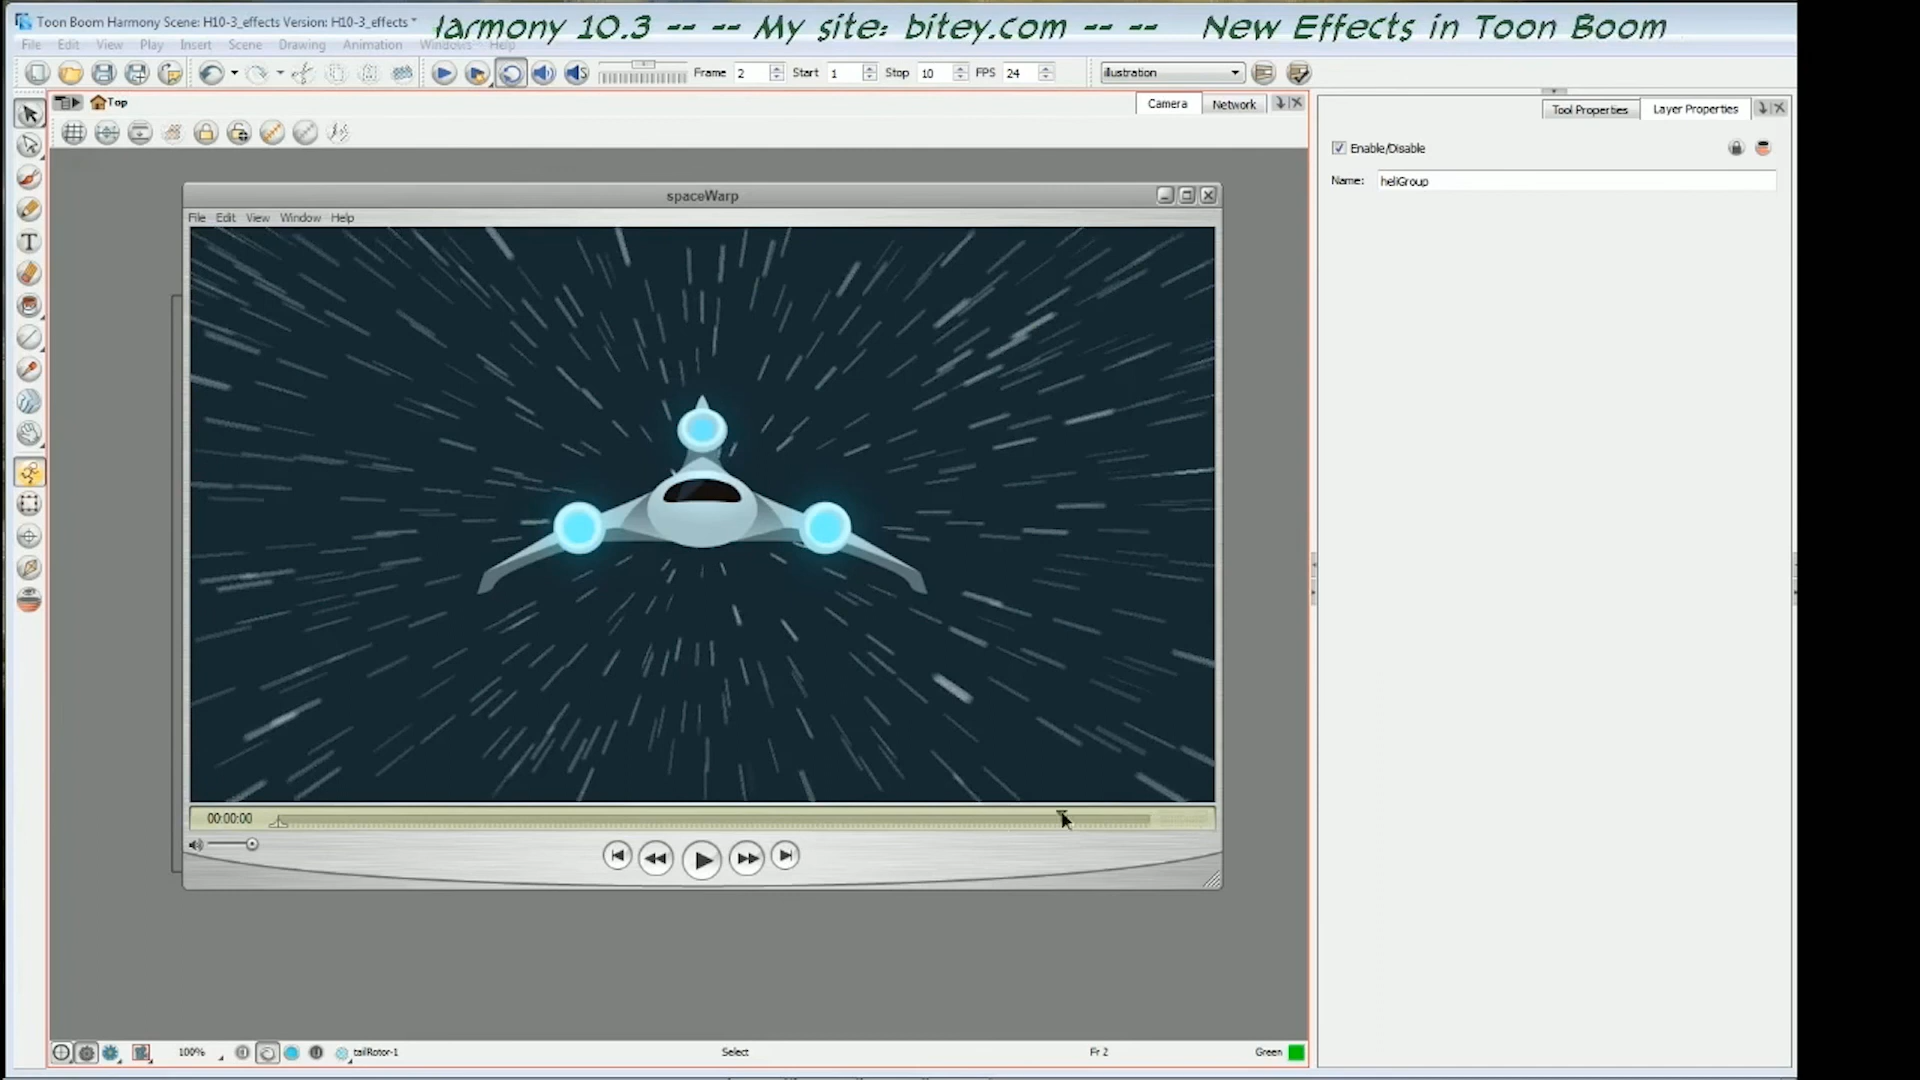 Toon Boom Harmony Scene: H10-3_effects Version: H10-3_effects *
Harmony 10.3 -- -- My site: bitey.com -- -- New Effects in Toon Boom
File Edit View Play Insert Scene Drawing Animation Windows Help
Frame 2 Start 1 Stop 10 FPS 24 illustration
Top Camera Network
Tool Properties Layer Properties
Enable/Disable
Name: heliGroup
spaceWarp
File Edit View Window Help
00:00:00
100% tailRotor-1 Select Fr 2 Green